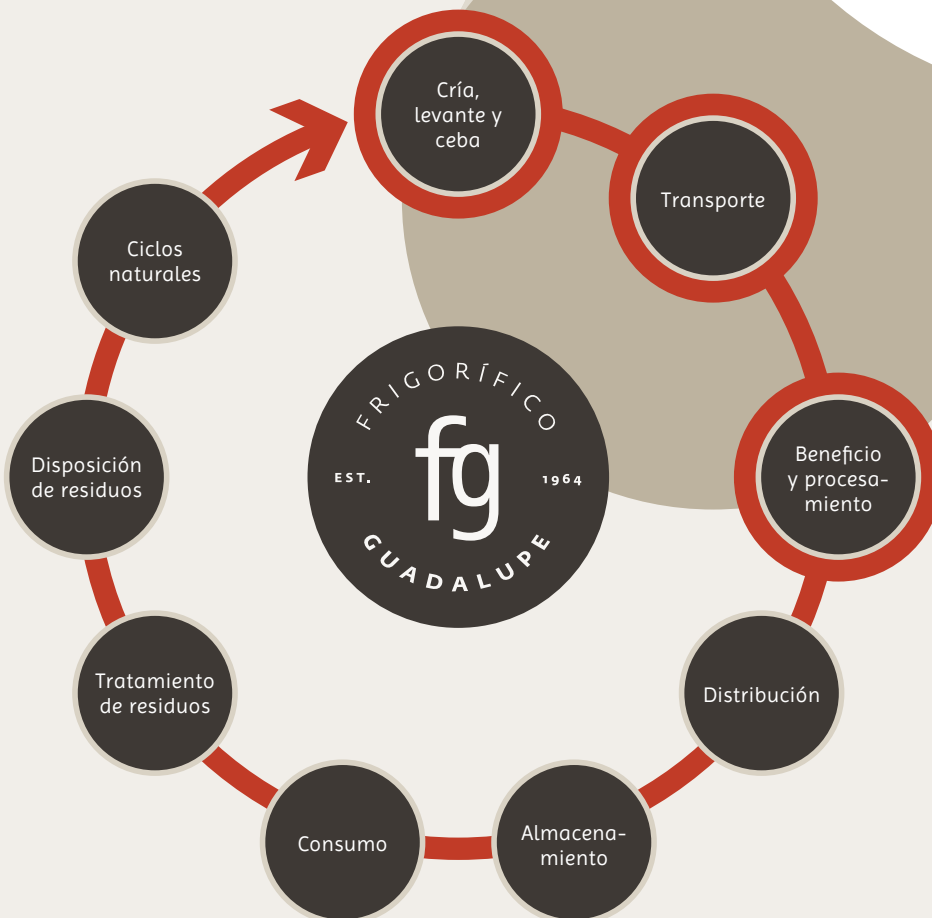 Cría,
levante y
ceba
Transporte
Beneficio
y procesa-
miento
Distribución
Almacena-
miento
Consumo
Tratamiento
de residuos
Disposición
de residuos
Ciclos
naturales
FRIGORÍFICO
EST.
fg
1964
GUADALUPE